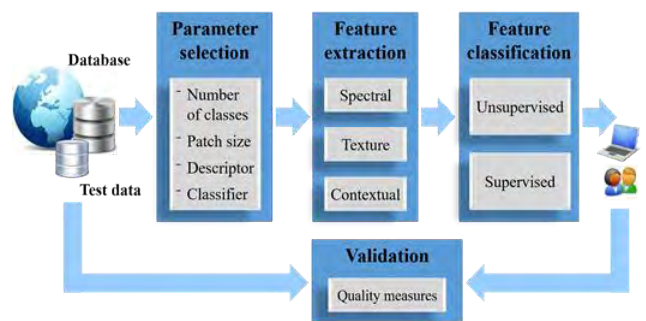 Database
Test data
Parameter
selection
- Number
of classes
- Patch size
- Descriptor
- Classifier
Feature
extraction
Spectral
Texture
Contextual
Feature
classification
Unsupervised
Supervised
Validation
Quality measures